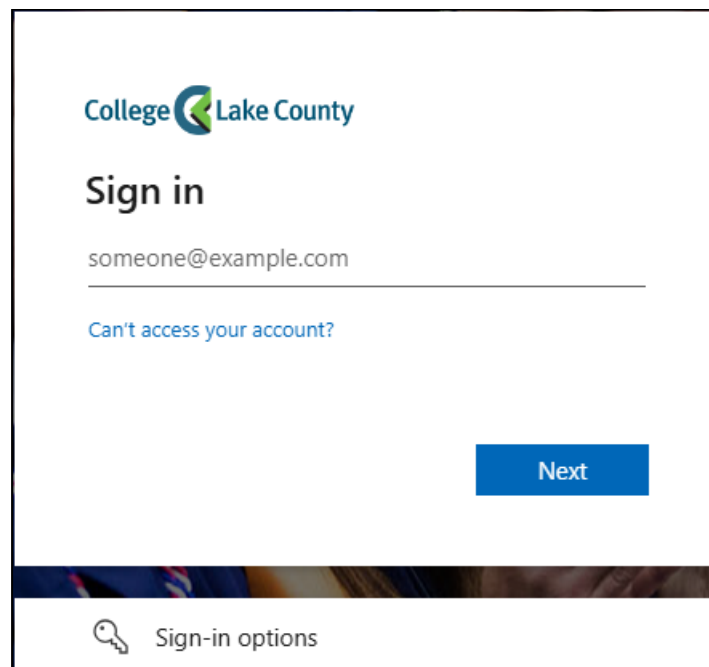 College Lake County
Sign in
someone@example.com
Can't access your account?
Next
Sign-in options